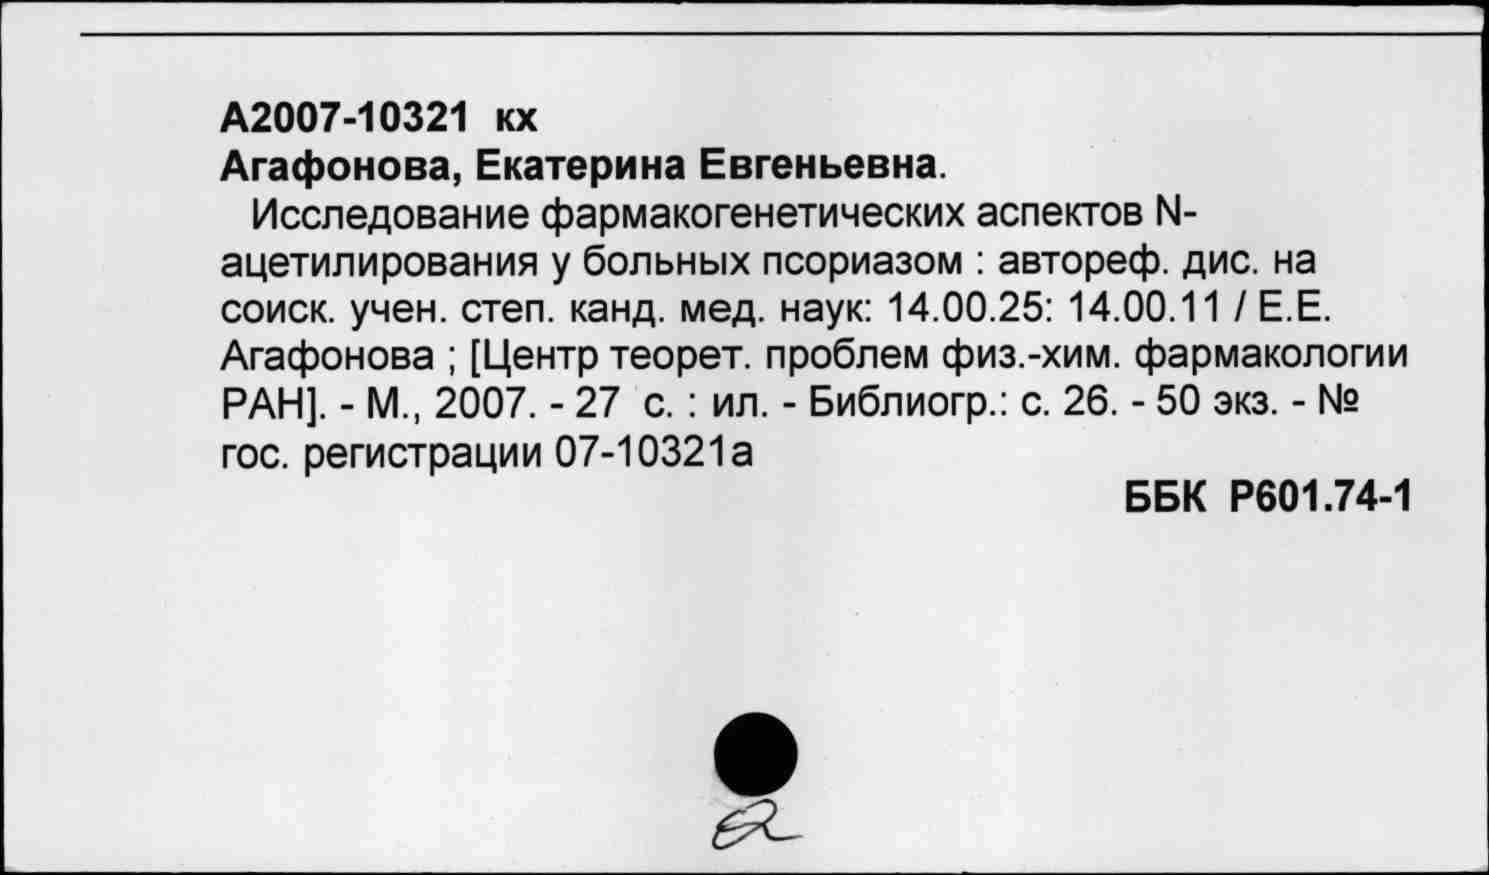 А2007-10321 кх
Агафонова, Екатерина Евгеньевна.
Исследование фармакогенетических аспектов N-
ацетилирования у больных псориазом : автореф. дис. на
соиск. учен. степ. канд. мед. наук: 14.00.25: 14.00.11 / Е.Е.
Агафонова ; [Центр теорет. проблем физ.-хим. фармакологии
РАН]. - М., 2007. - 27 с. : ил. - Библиогр.: с. 26. - 50 экз. - №
гос. регистрации 07-10321а
ББК Р601.74-1